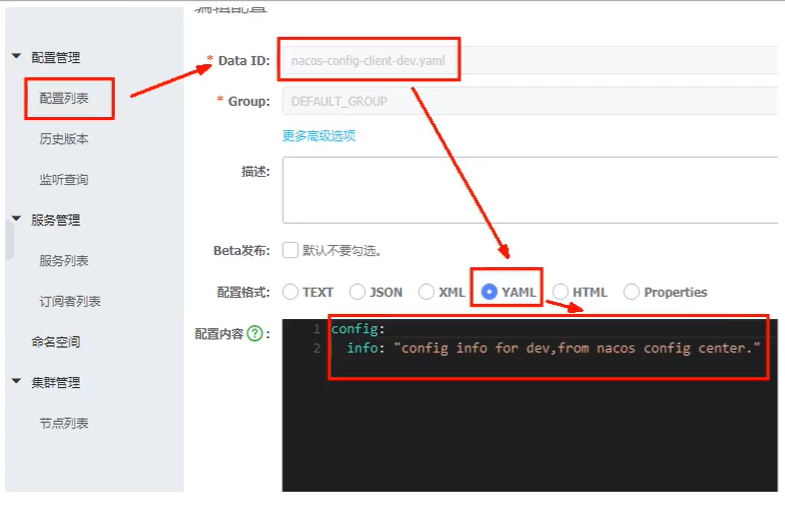 编辑配置
配置管理
配置列表
历史版本
监听查询
服务管理
服务列表
订阅者列表
命名空间
集群管理
节点列表
* Data ID: nacos-config-client-dev.yaml
* Group: DEFAULT_GROUP
更多高级选项
描述:
Beta发布: 默认不要勾选。
配置格式: TEXT JSON XML YAML HTML Properties
配置内容 ? :
1 config:
2 info: "config info for dev,from nacos config center."